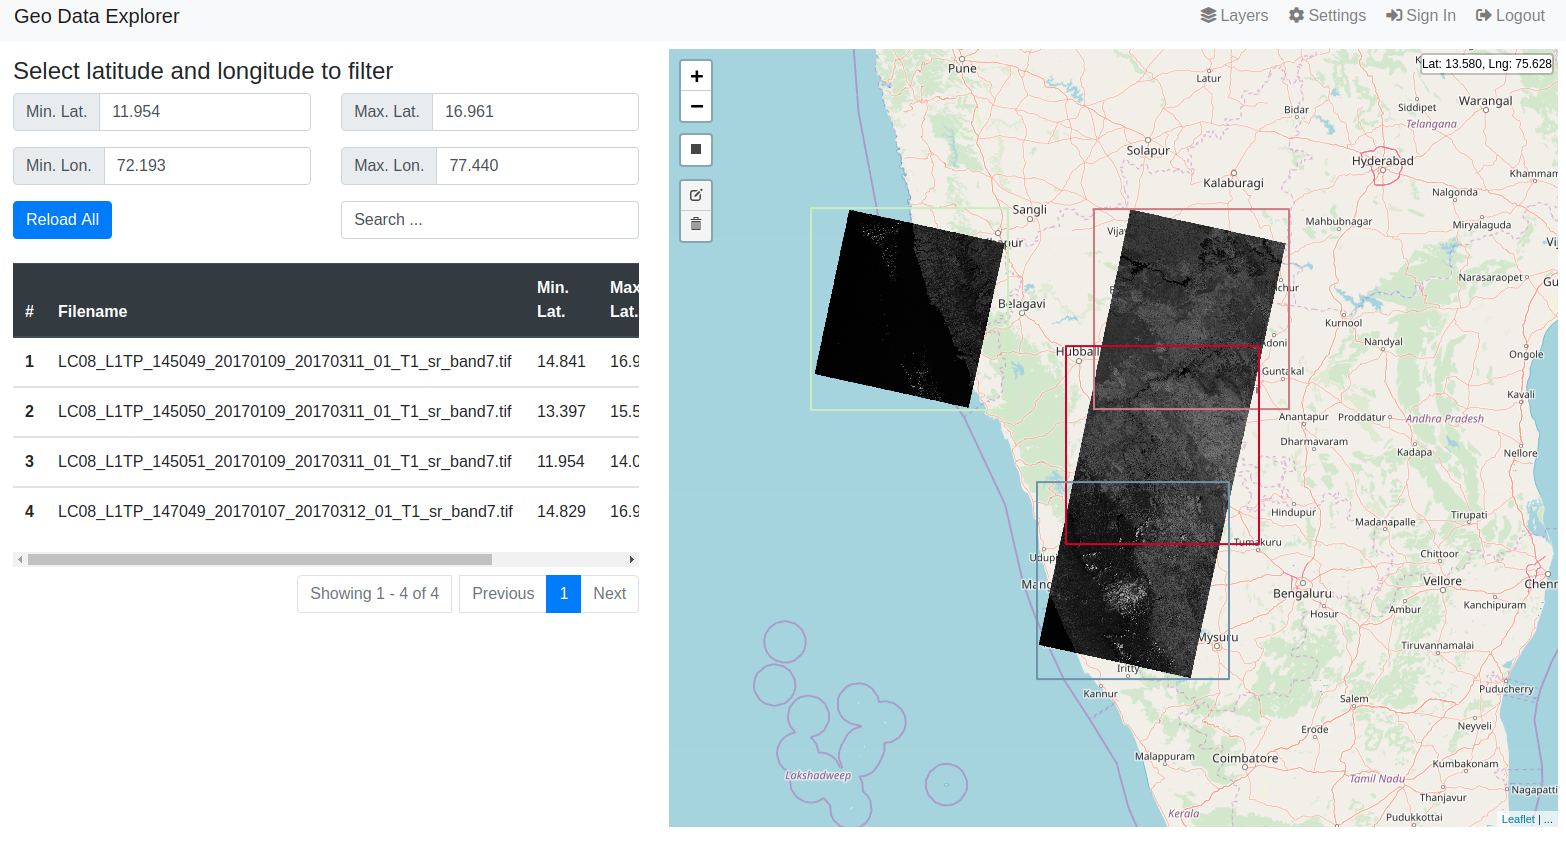 Geo Data Explorer
Layers Settings Sign In Logout
Select latitude and longitude to filter
Min. Lat. 11.954 Max. Lat. 16.961
Min. Lon. 72.193 Max. Lon. 77.440
Reload All Search ...
# Filename Min. Lat. Max Lat.
1 LC08_L1TP_145049_20170109_20170311_01_T1_sr_band7.tif 14.841 16.9
2 LC08_L1TP_145050_20170109_20170311_01_T1_sr_band7.tif 13.397 15.5
3 LC08_L1TP_145051_20170109_20170311_01_T1_sr_band7.tif 11.954 14.0
4 LC08_L1TP_147049_20170107_20170312_01_T1_sr_band7.tif 14.829 16.9
Showing 1 - 4 of 4 Previous 1 Next
+
−
Lat: 13.580, Lng: 75.628
Pune
Latur
Bidar
Siddipet
Warangal
Telangana
Solapur
Hyderabad
Kalaburagi
Khammam
Nalgonda
Sangli
Mahbubnagar
Miryalaguda
Vijay
Narasaraopet
Belagavi
Kurnool
Adoni
Nandyal
Ongole
Hubballi
Guntakal
Kavali
Anantapur
Proddatur
Andhra Pradesh
Dharmavaram
Kadapa
Nellore
Hindupur
Madanapalle
Tirupati
Udupi
Tumakuru
Chittoor
Mang
Bengaluru
Vellore
Chenn
Hosur
Ambur
Kanchipuram
Mysuru
Tiruvannamalai
Iritty
Kannur
Puducherry
Salem
Erode
Neyveli
Malappuram
Coimbatore
Kumbakonam
Lakshadweep
Tamil Nadu
Nagapatti
Thanjavur
Kerala
Pudukkottai
Leaflet | ...